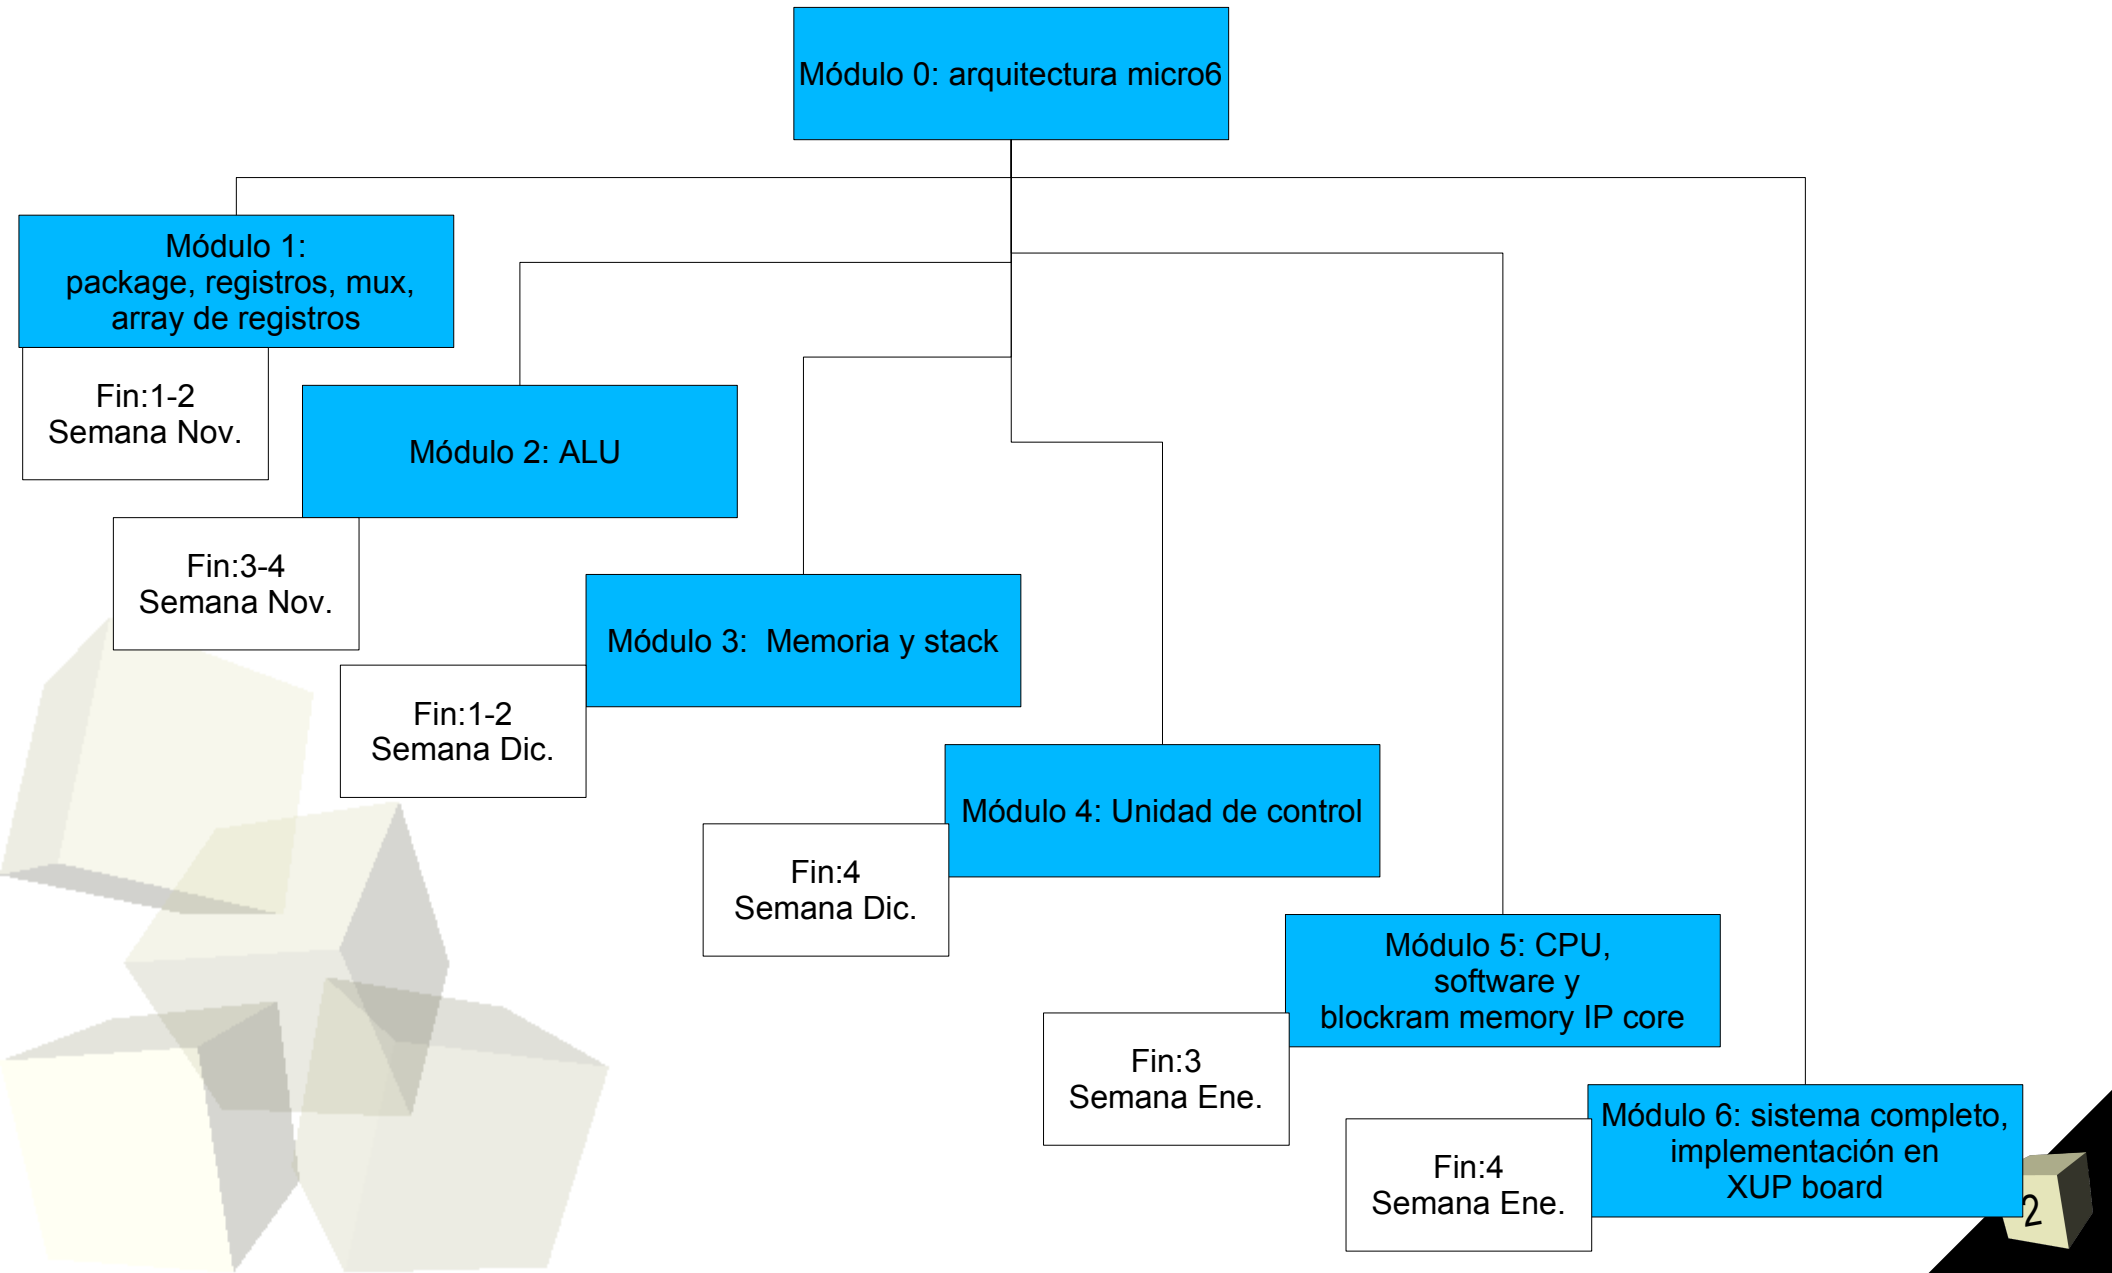 Módulo 0: arquitectura micro6
Módulo 1:
package, registros, mux,
array de registros
Fin:1-2
Semana Nov.
Módulo 2: ALU
Fin:3-4
Semana Nov.
Módulo 3:  Memoria y stack
Fin:1-2
Semana Dic.
Módulo 4: Unidad de control
Fin:4
Semana Dic.
Módulo 5: CPU,
software y
blockram memory IP core
Fin:3
Semana Ene.
Módulo 6: sistema completo,
implementación en
XUP board
Fin:4
Semana Ene.
2